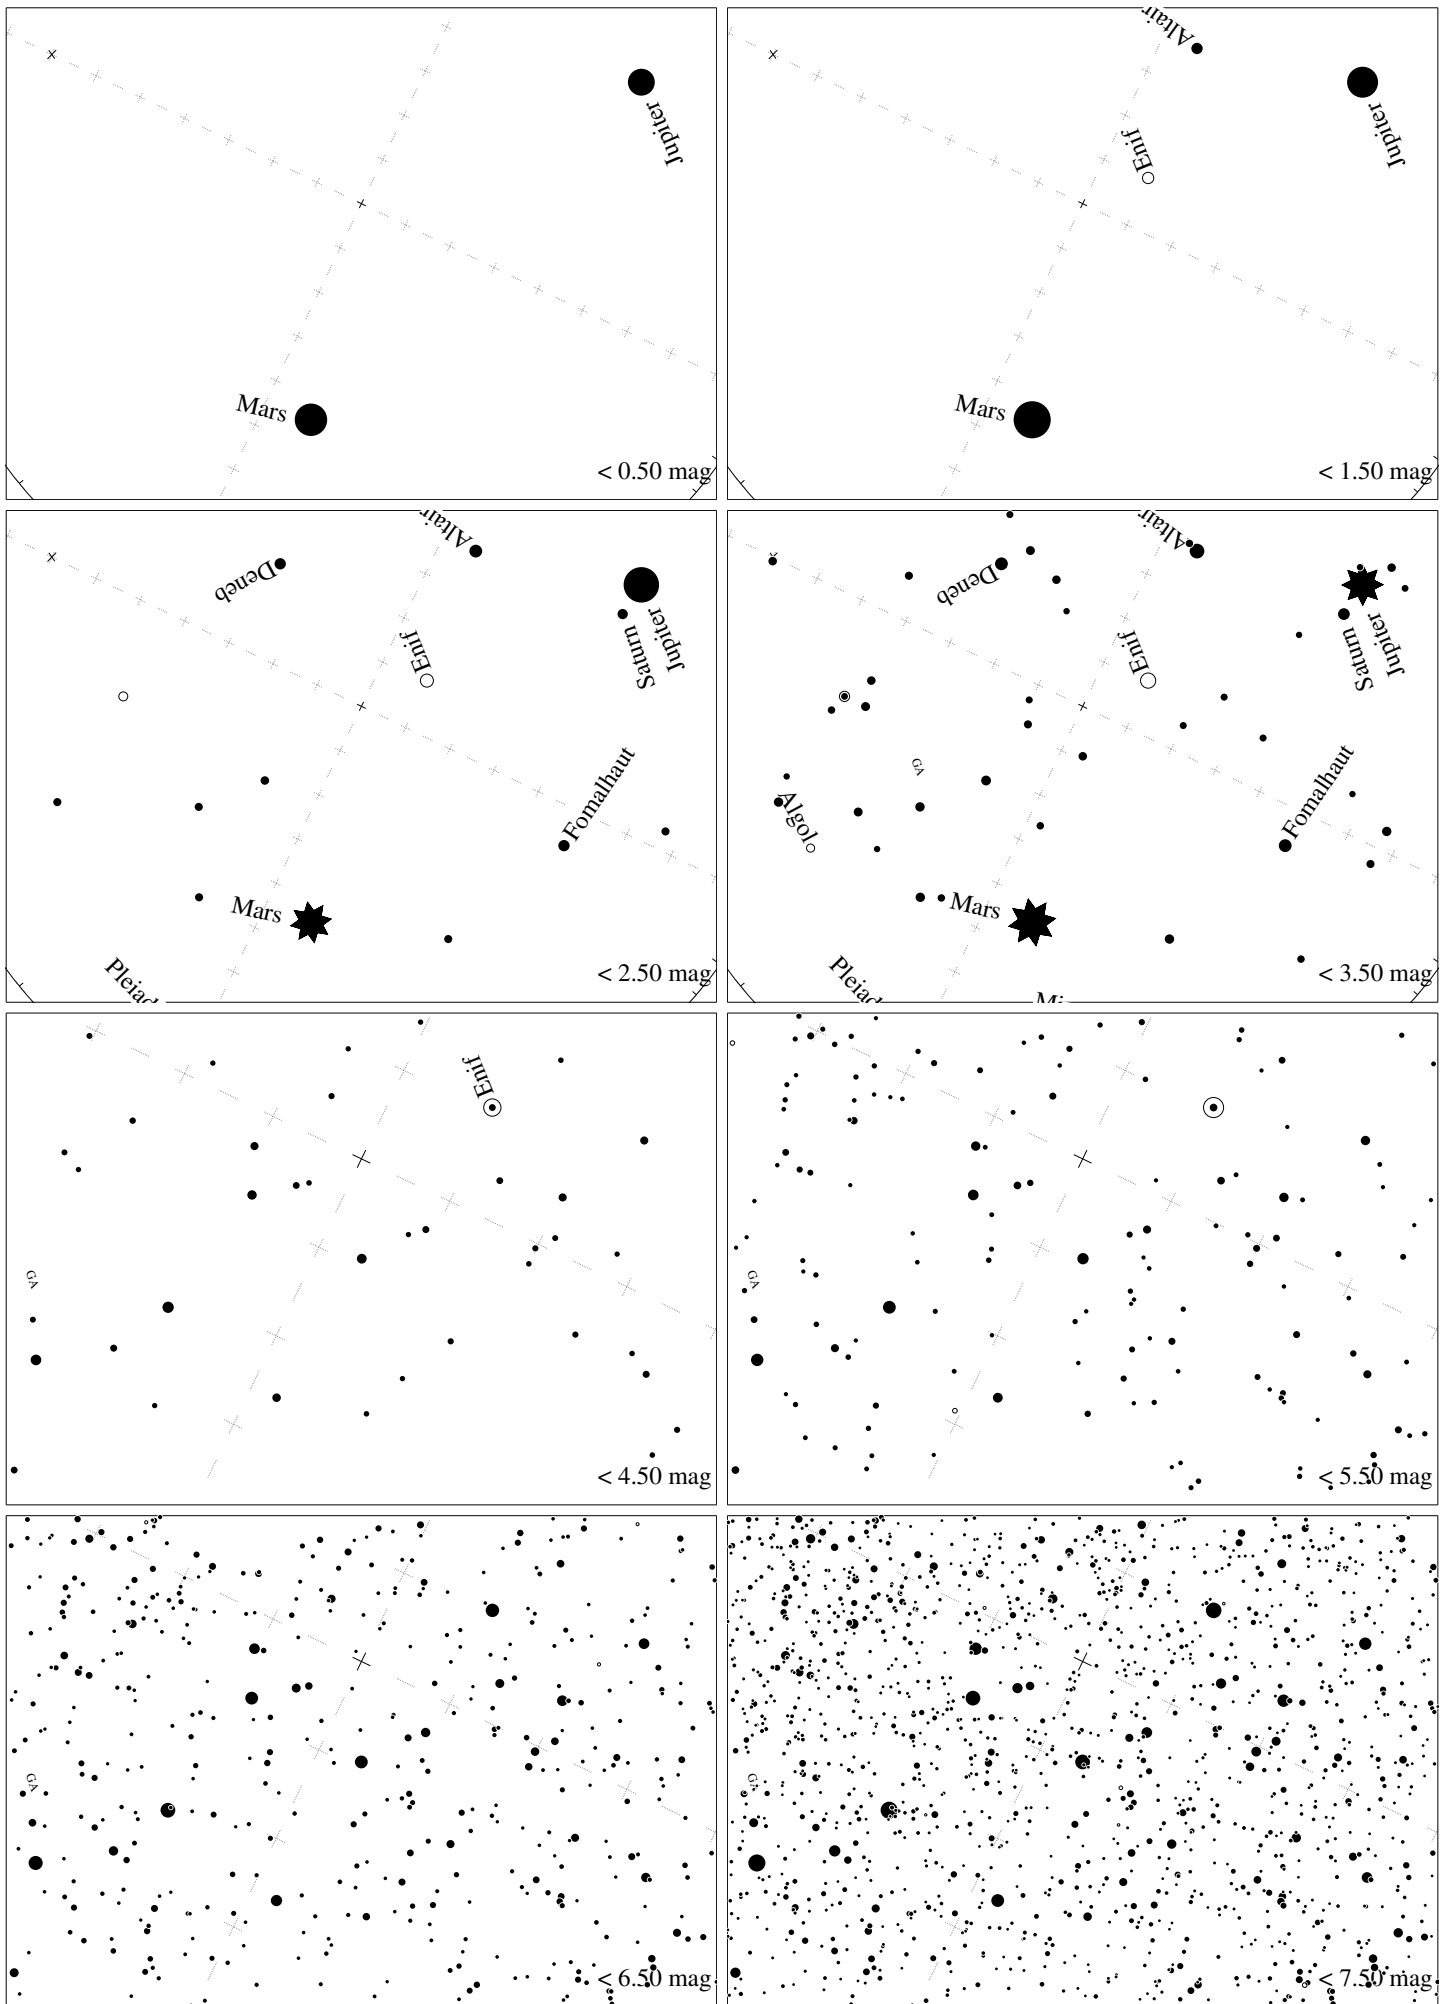 Jupiter
Mars
< 0.50 mag
Altair
Enif
Jupiter
Mars
< 1.50 mag
Altair
Deneb
Jupiter
Saturn
Enif
Fomalhaut
Mars
Pleiad
< 2.50 mag
Altair
Deneb
Jupiter
Saturn
Enif
GA
Algol
Fomalhaut
Mars
Pleiad
Mi
< 3.50 mag
Enif
GA
< 4.50 mag
GA
< 5.50 mag
GA
< 6.50 mag
GA
< 7.50 mag